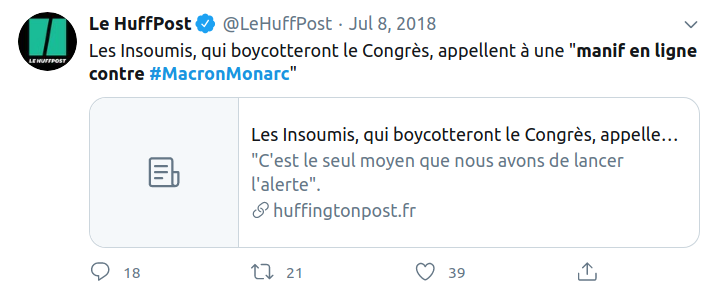 Le HuffPost @LeHuffPost · Jul 8, 2018
LE HUFFPOST
Les Insoumis, qui boycotteront le Congrès, appellent à une "manif en ligne
contre #MacronMonarc"
Les Insoumis, qui boycotteront le Congrès, appelle…
"C'est le seul moyen que nous avons de lancer
l'alerte".
huffingtonpost.fr
18 21 39